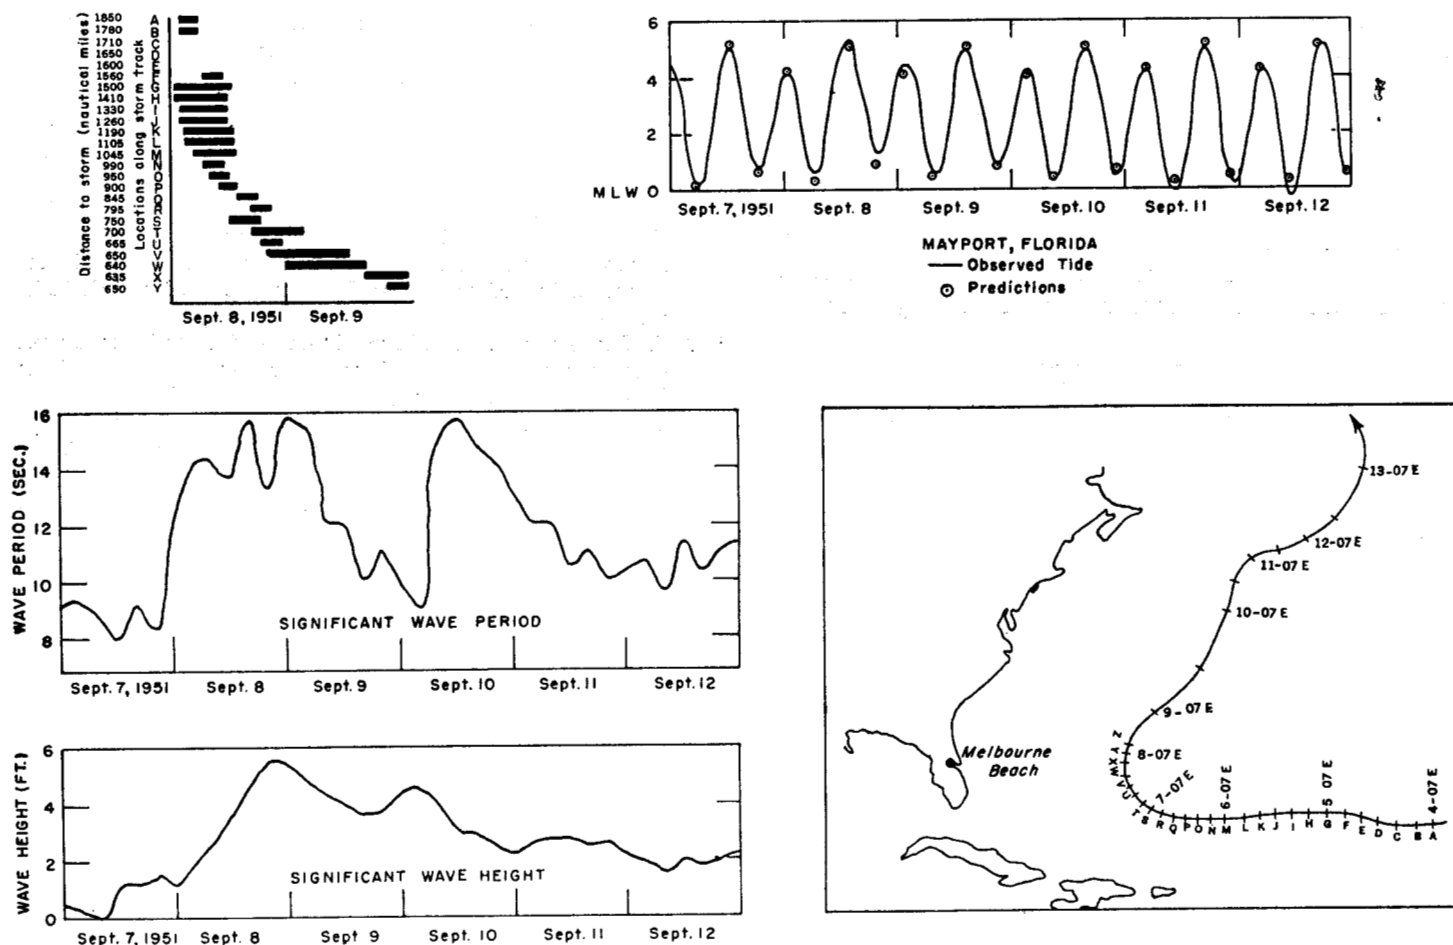 Distance to storm (nautical miles)
Locations along storm track
1850 A
1780 B
1710 C
1650 D
1600 E
1560 F
1500 G
1410 H
1330 I
1260 J
1190 K
1105 L
1045 M
990 N
950 O
900 P
845 Q
795 R
750 S
700 T
665 U
650 V
640 W
635 X
650 Y
Sept. 8, 1951 Sept. 9
6
4
2
MLW 0
Sept. 7, 1951 Sept. 8 Sept. 9 Sept. 10 Sept. 11 Sept. 12
MAYPORT, FLORIDA
Observed Tide
Predictions
WAVE PERIOD (SEC.)
16
14
12
10
8
SIGNIFICANT WAVE PERIOD
Sept. 7, 1951 Sept. 8 Sept. 9 Sept. 10 Sept. 11 Sept. 12
WAVE HEIGHT (FT.)
6
4
2
0
SIGNIFICANT WAVE HEIGHT
Sept. 7, 1951 Sept. 8 Sept 9 Sept. 10 Sept. 11 Sept. 12
13-07 E
12-07 E
11-07 E
10-07 E
9-07 E
8-07 E
7-07 E
6-07 E
5 07 E
4-07 E
Melbourne
Beach
Z Y X W V U T S R Q P O N M L K J I H G F E D C B A